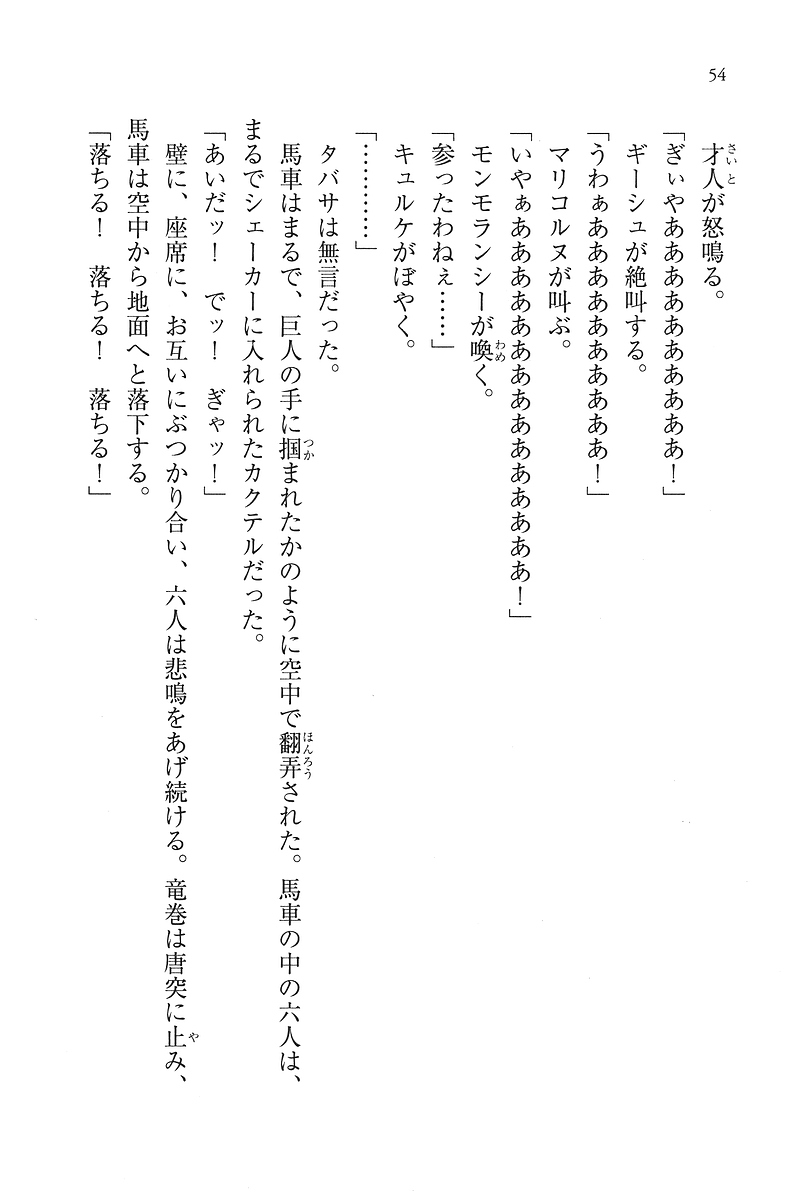 54
才人が怒鳴る。
「ぎぃやああああああああああ！」
ギーシュが絶叫する。
「うわぁあああああああああああ！」
マリコルヌが叫ぶ。
「いやぁあああああああああああああああ！」
モンモランシーが喚く。
「参ったわねぇ……」
キュルケがぼやく。
「…………」
タバサは無言だった。
馬車はまるで、巨人の手に掴まれたかのように空中で翻弄された。馬車の中の六人は、
まるでシェーカーに入れられたカクテルだった。
「あいだッ！　でッ！　ぎゃッ！」
壁に、座席に、お互いにぶつかり合い、六人は悲鳴をあげ続ける。竜巻は唐突に止み、
馬車は空中から地面へと落下する。
「落ちる！　落ちる！　落ちる！」